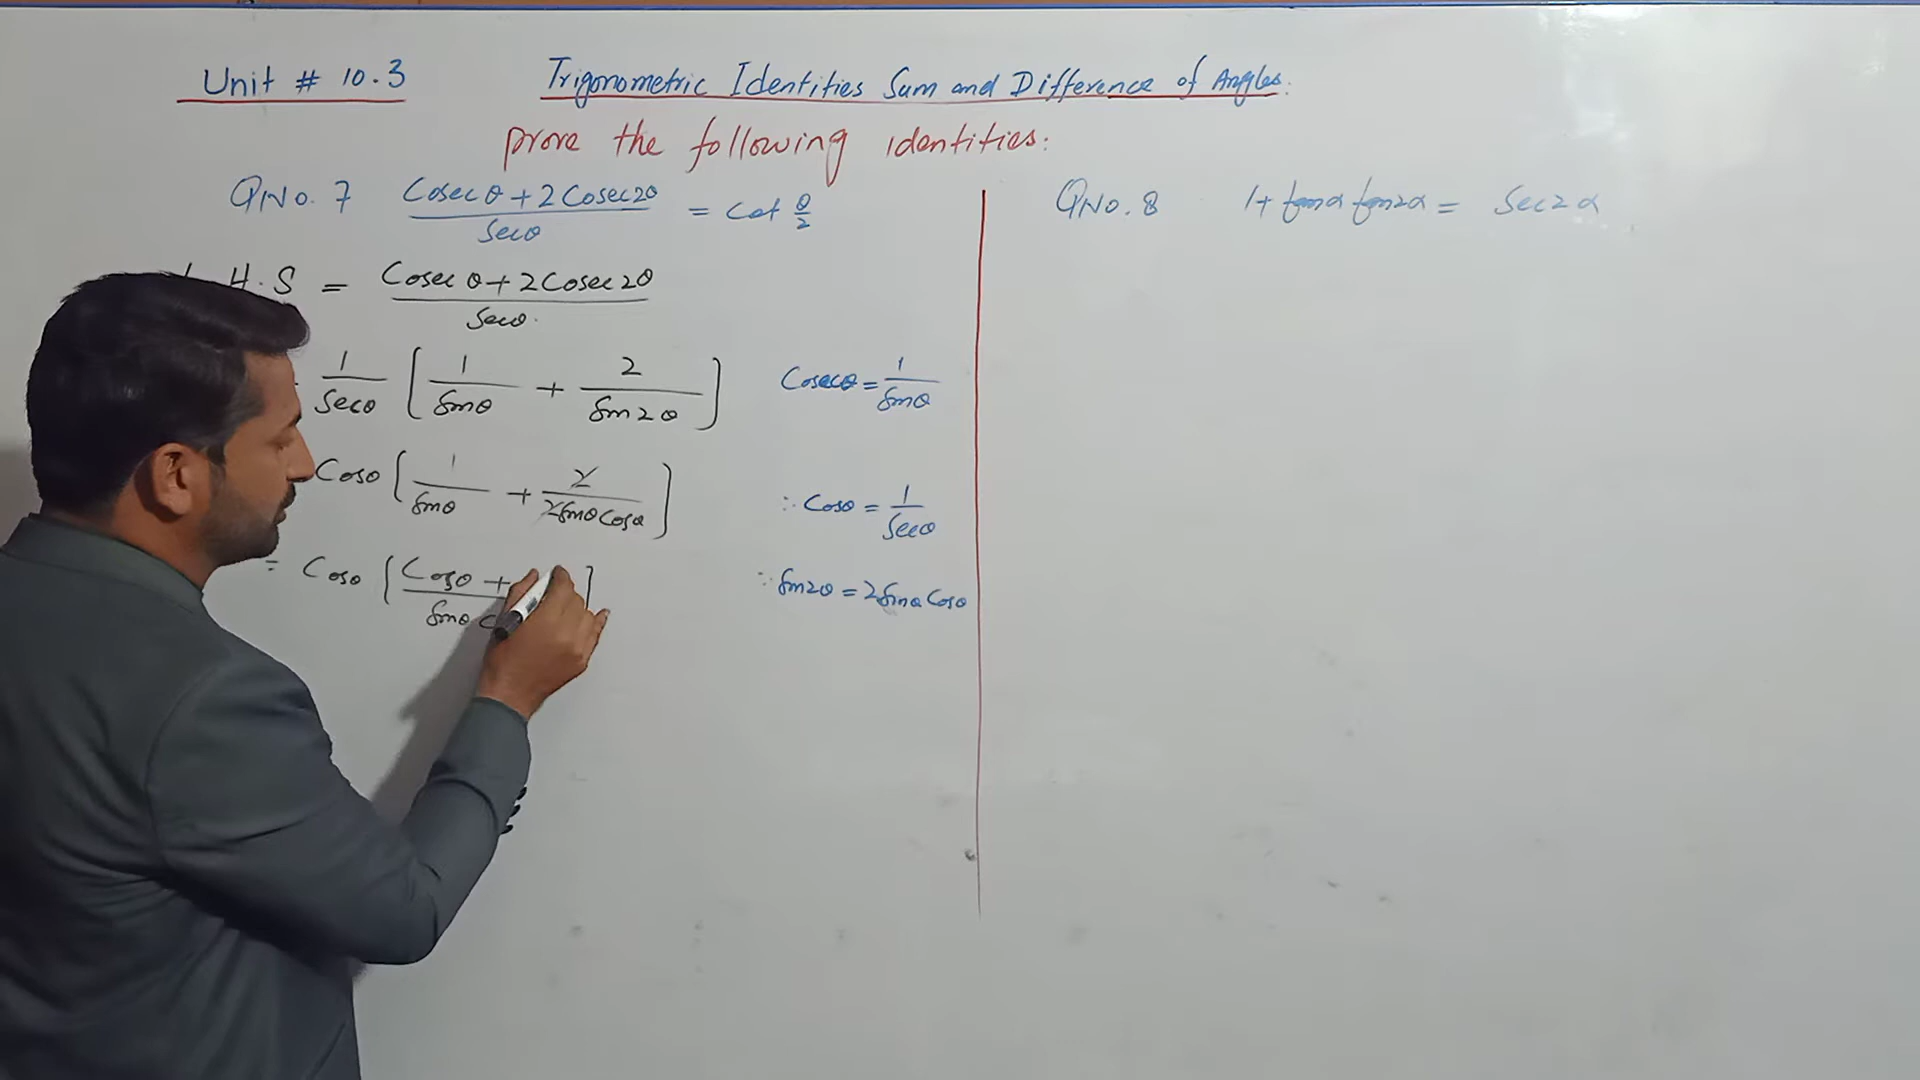 Unit # 10.3 Trigonometric Identities Sum and Difference of Angles.
prove the following identities:
QNO. 7 (Cosec θ + 2 Cosec 2θ) / Sec θ = Cot θ/2
H.S = (Cosec θ + 2 Cosec 2θ) / Sec θ.
1/Sec θ [ 1/Sin θ + 2/Sin 2θ ] Cosec θ = 1/Sin θ
Cos θ [ 1/Sin θ + 2/2 Sin θ Cos θ ] ∴ Cos θ = 1/Sec θ
= Cos θ [ Cos θ + / Sin θ ] ∵ Sin 2θ = 2 Sin θ Cos θ
QNO. 8 1 + tan α tan 2α = Sec 2α